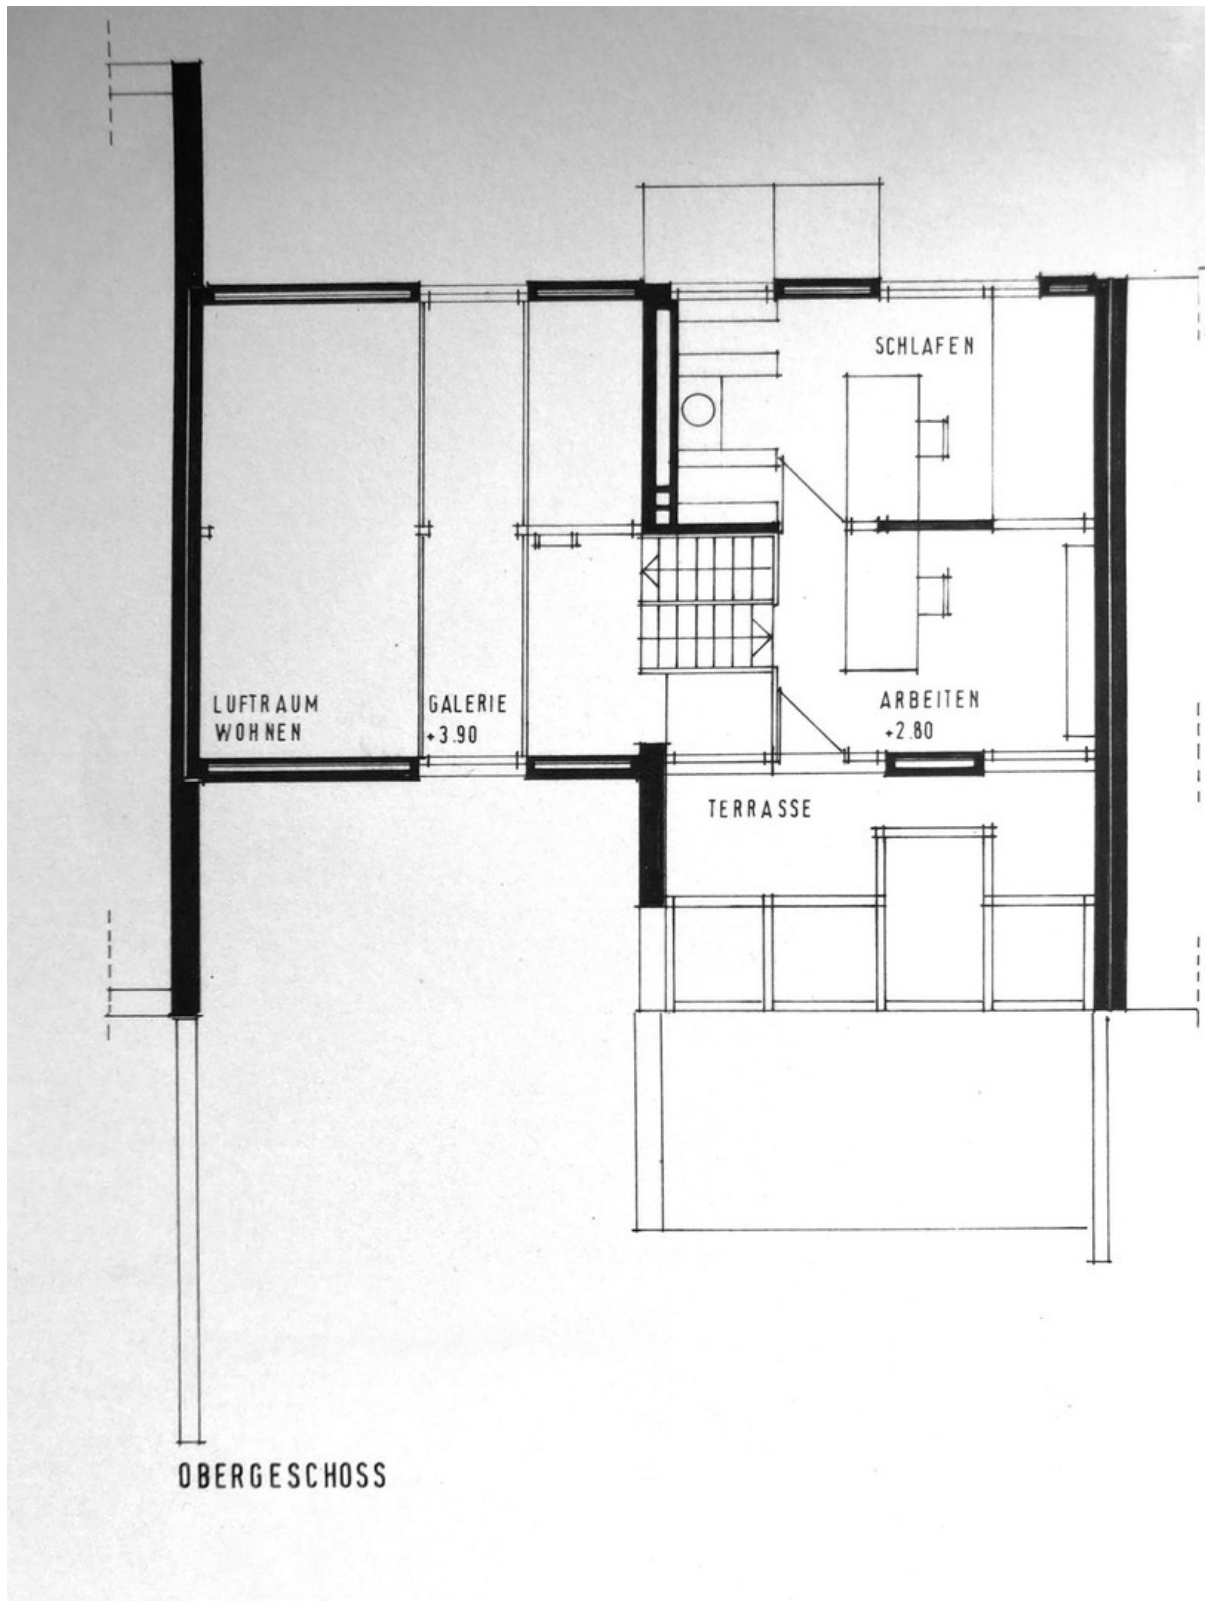 SCHLAFEN
LUFTRAUM
WOHNEN
GALERIE
+3.90
ARBEITEN
+2.80
TERRASSE
OBERGESCHOSS